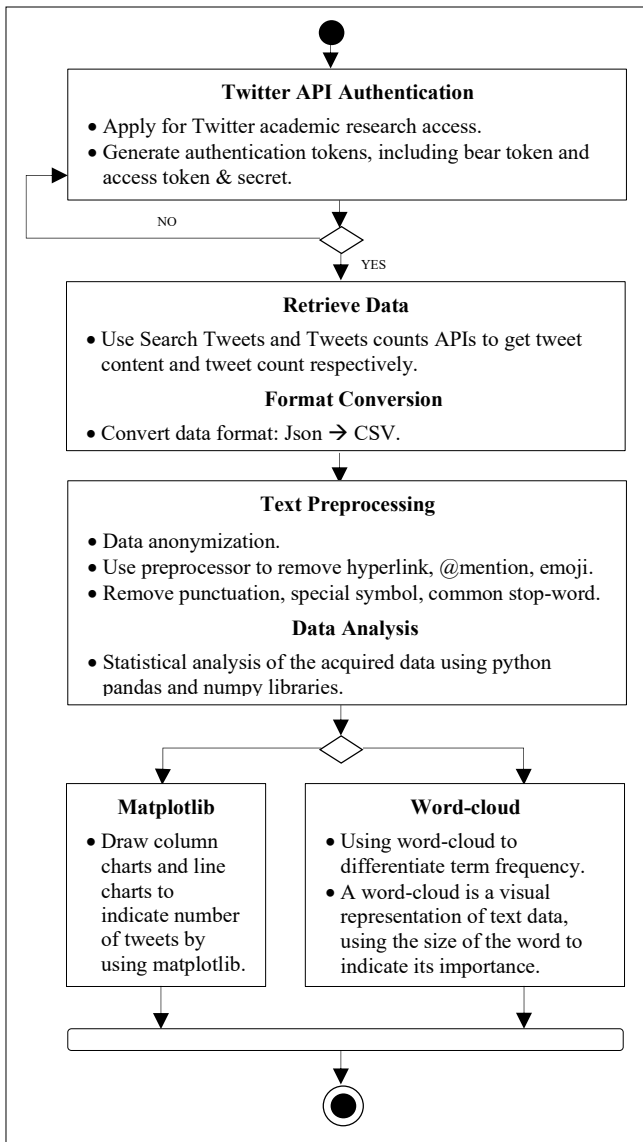 Twitter API Authentication
• Apply for Twitter academic research access.
• Generate authentication tokens, including bear token and
access token & secret.
NO
YES
Retrieve Data
• Use Search Tweets and Tweets counts APIs to get tweet
content and tweet count respectively.
Format Conversion
• Convert data format: Json → CSV.
Text Preprocessing
• Data anonymization.
• Use preprocessor to remove hyperlink, @mention, emoji.
• Remove punctuation, special symbol, common stop-word.
Data Analysis
• Statistical analysis of the acquired data using python
pandas and numpy libraries.
Matplotlib
• Draw column
charts and line
charts to
indicate number
of tweets by
using matplotlib.
Word-cloud
• Using word-cloud to
differentiate term frequency.
• A word-cloud is a visual
representation of text data,
using the size of the word to
indicate its importance.